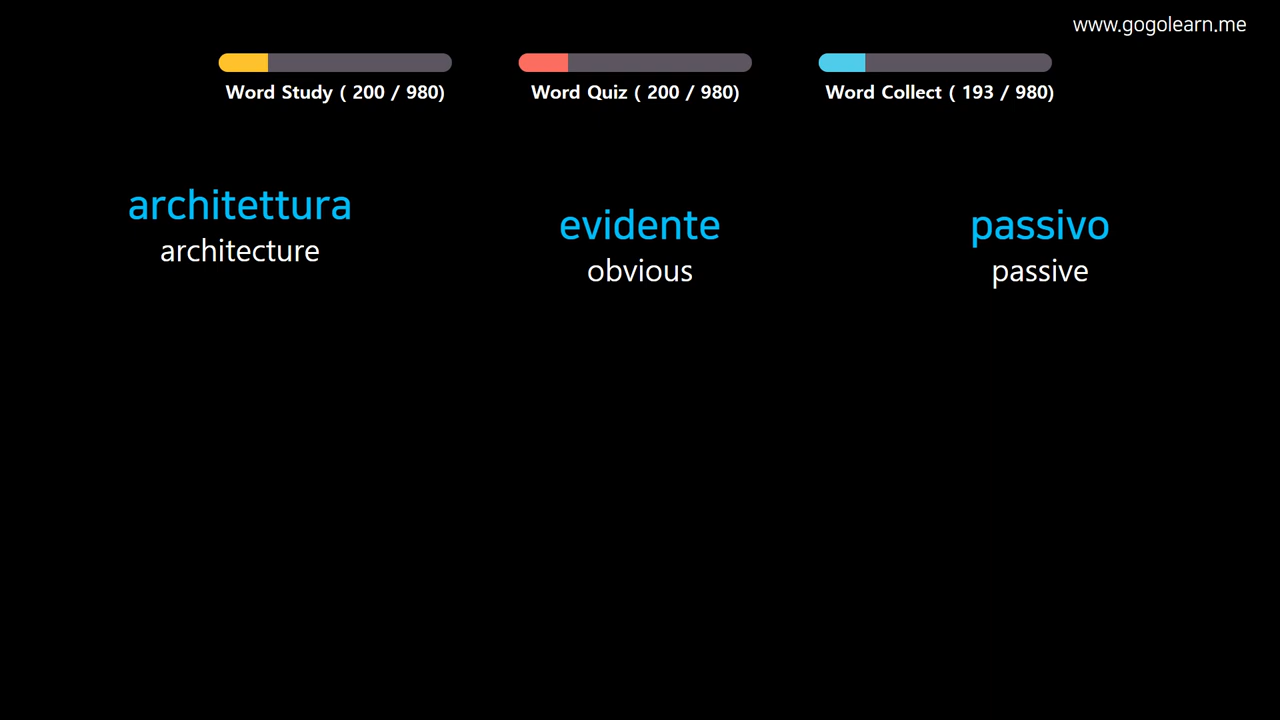 www.gogolearn.me
Word Study ( 200 / 980)
Word Quiz ( 200 / 980)
Word Collect ( 193 / 980)
architettura
architecture
evidente
obvious
passivo
passive